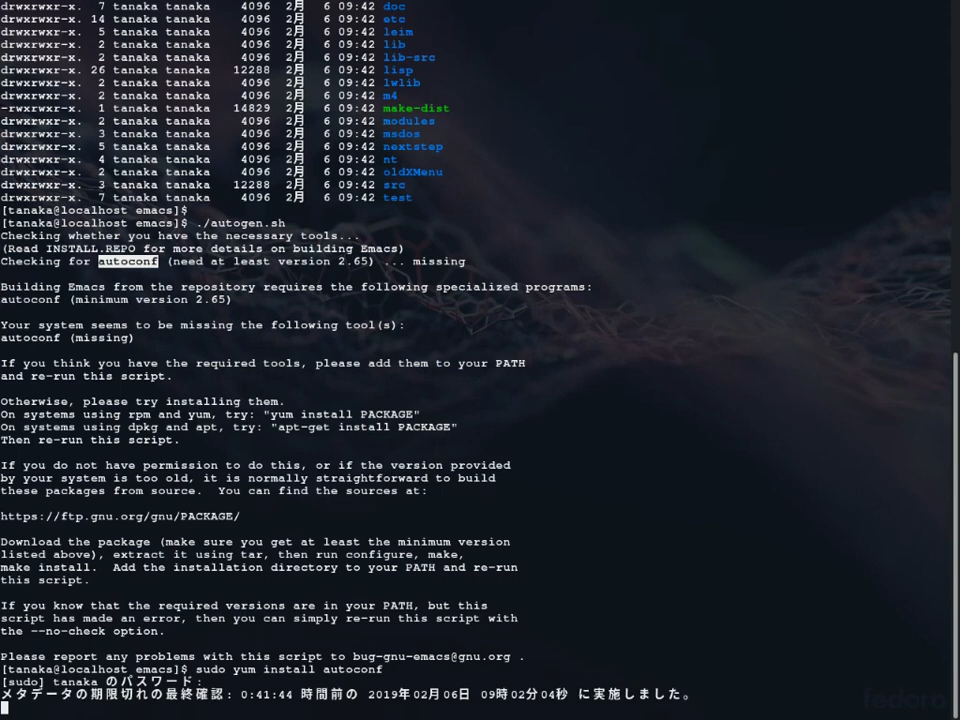 drwxrwxr-x.  7 tanaka tanaka    4096  2月   6 09:42 doc
drwxrwxr-x. 14 tanaka tanaka    4096  2月   6 09:42 etc
drwxrwxr-x.  5 tanaka tanaka    4096  2月   6 09:42 leim
drwxrwxr-x.  2 tanaka tanaka    4096  2月   6 09:42 lib
drwxrwxr-x.  2 tanaka tanaka    4096  2月   6 09:42 lib-src
drwxrwxr-x. 26 tanaka tanaka   12288  2月   6 09:42 lisp
drwxrwxr-x.  2 tanaka tanaka    4096  2月   6 09:42 lwlib
drwxrwxr-x.  2 tanaka tanaka    4096  2月   6 09:42 m4
-rwxrwxr-x.  1 tanaka tanaka   14829  2月   6 09:42 make-dist
drwxrwxr-x.  2 tanaka tanaka    4096  2月   6 09:42 modules
drwxrwxr-x.  3 tanaka tanaka    4096  2月   6 09:42 msdos
drwxrwxr-x.  5 tanaka tanaka    4096  2月   6 09:42 nextstep
drwxrwxr-x.  4 tanaka tanaka    4096  2月   6 09:42 nt
drwxrwxr-x.  2 tanaka tanaka    4096  2月   6 09:42 oldXMenu
drwxrwxr-x.  3 tanaka tanaka   12288  2月   6 09:42 src
drwxrwxr-x.  7 tanaka tanaka    4096  2月   6 09:42 test
[tanaka@localhost emacs]$
[tanaka@localhost emacs]$ ./autogen.sh
Checking whether you have the necessary tools...
(Read INSTALL.REPO for more details on building Emacs)
Checking for autoconf (need at least version 2.65) ... missing
Building Emacs from the repository requires the following specialized programs:
autoconf (minimum version 2.65)
Your system seems to be missing the following tool(s):
autoconf (missing)
If you think you have the required tools, please add them to your PATH
and re-run this script.
Otherwise, please try installing them.
On systems using rpm and yum, try: "yum install PACKAGE"
On systems using dpkg and apt, try: "apt-get install PACKAGE"
Then re-run this script.
If you do not have permission to do this, or if the version provided
by your system is too old, it is normally straightforward to build
these packages from source.  You can find the sources at:
https://ftp.gnu.org/gnu/PACKAGE/
Download the package (make sure you get at least the minimum version
listed above), extract it using tar, then run configure, make,
make install.  Add the installation directory to your PATH and re-run
this script.
If you know that the required versions are in your PATH, but this
script has made an error, then you can simply re-run this script with
the --no-check option.
Please report any problems with this script to bug-gnu-emacs@gnu.org .
[tanaka@localhost emacs]$ sudo yum install autoconf
[sudo] tanaka のパスワード:
メタデータの期限切れの最終確認: 0:41:44 時間前の 2019年02月06日 09時02分04秒 に実施しました。
fedora